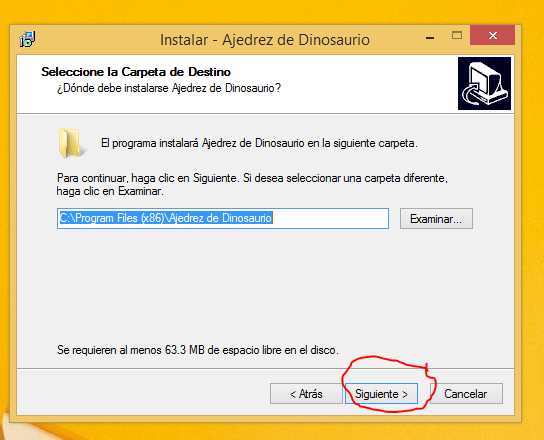 Instalar - Ajedrez de Dinosaurio
Seleccione la Carpeta de Destino
¿Dónde debe instalarse Ajedrez de Dinosaurio?
El programa instalará Ajedrez de Dinosaurio en la siguiente carpeta.
Para continuar, haga clic en Siguiente. Si desea seleccionar una carpeta diferente,
haga clic en Examinar.
C:\Program Files (x86)\Ajedrez de Dinosaurio
Examinar...
Se requieren al menos 63.3 MB de espacio libre en el disco.
< Atrás Siguiente > Cancelar